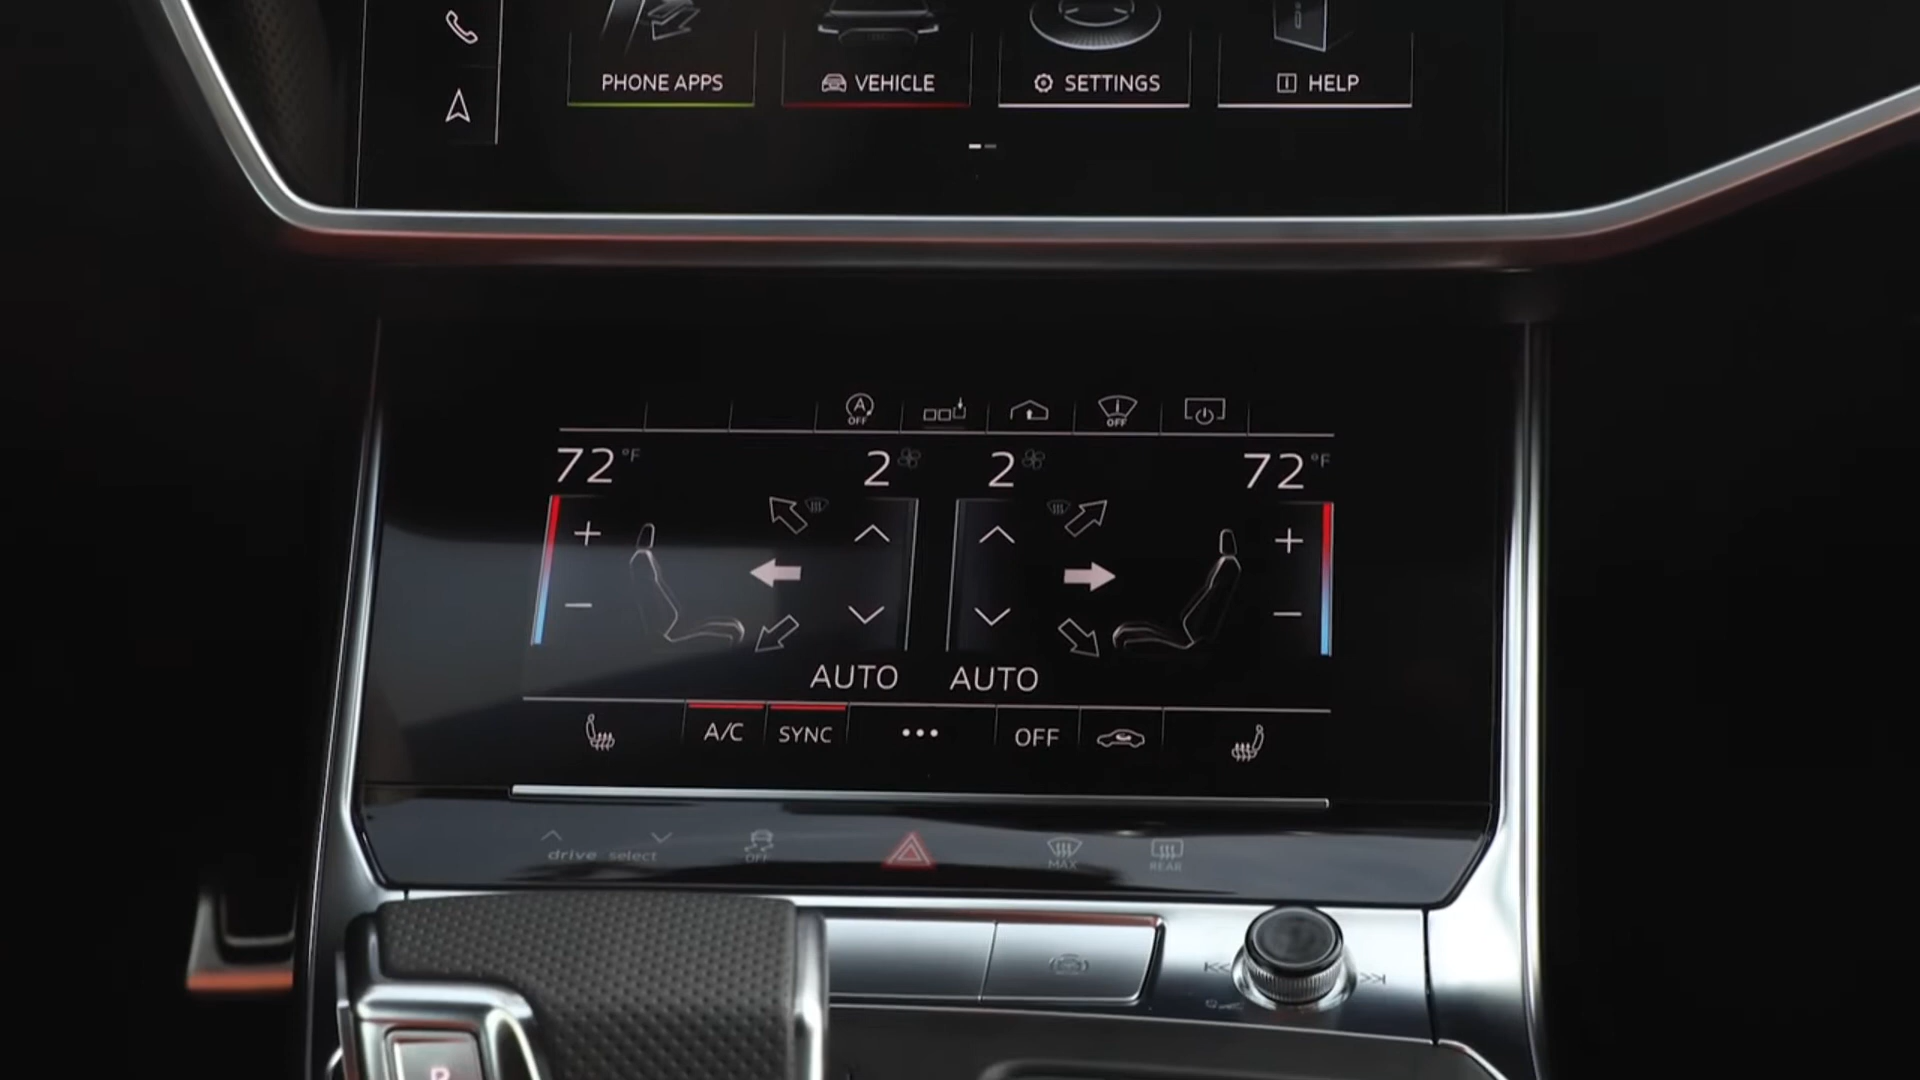 PHONE APPS
VEHICLE
SETTINGS
HELP
A
OFF
OFF
72 °F
2
2
72 °F
+
−
+
−
AUTO
AUTO
A/C
SYNC
•••
OFF
drive select
OFF
MAX
REAR
P